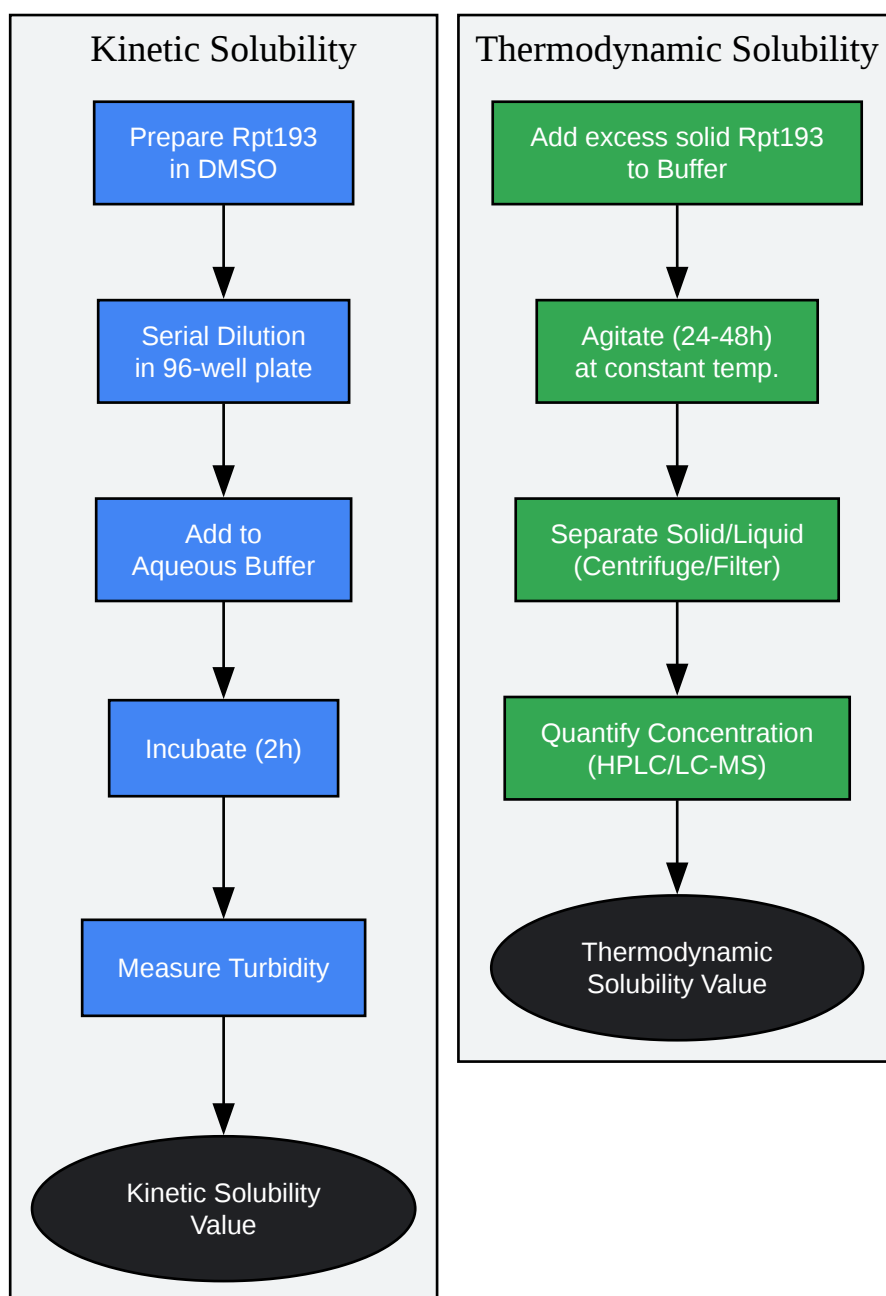 Kinetic Solubility
Prepare Rpt193
in DMSO
Serial Dilution
in 96-well plate
Add to
Aqueous Buffer
Incubate (2h)
Measure Turbidity
Kinetic Solubility
Value
Thermodynamic Solubility
Add excess solid Rpt193
to Buffer
Agitate (24-48h)
at constant temp.
Separate Solid/Liquid
(Centrifuge/Filter)
Quantify Concentration
(HPLC/LC-MS)
Thermodynamic
Solubility Value